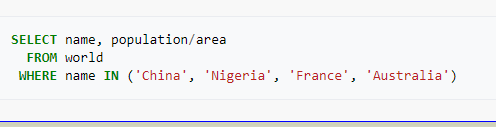 SELECT name, population/area
FROM world
WHERE name IN ('China', 'Nigeria', 'France', 'Australia')